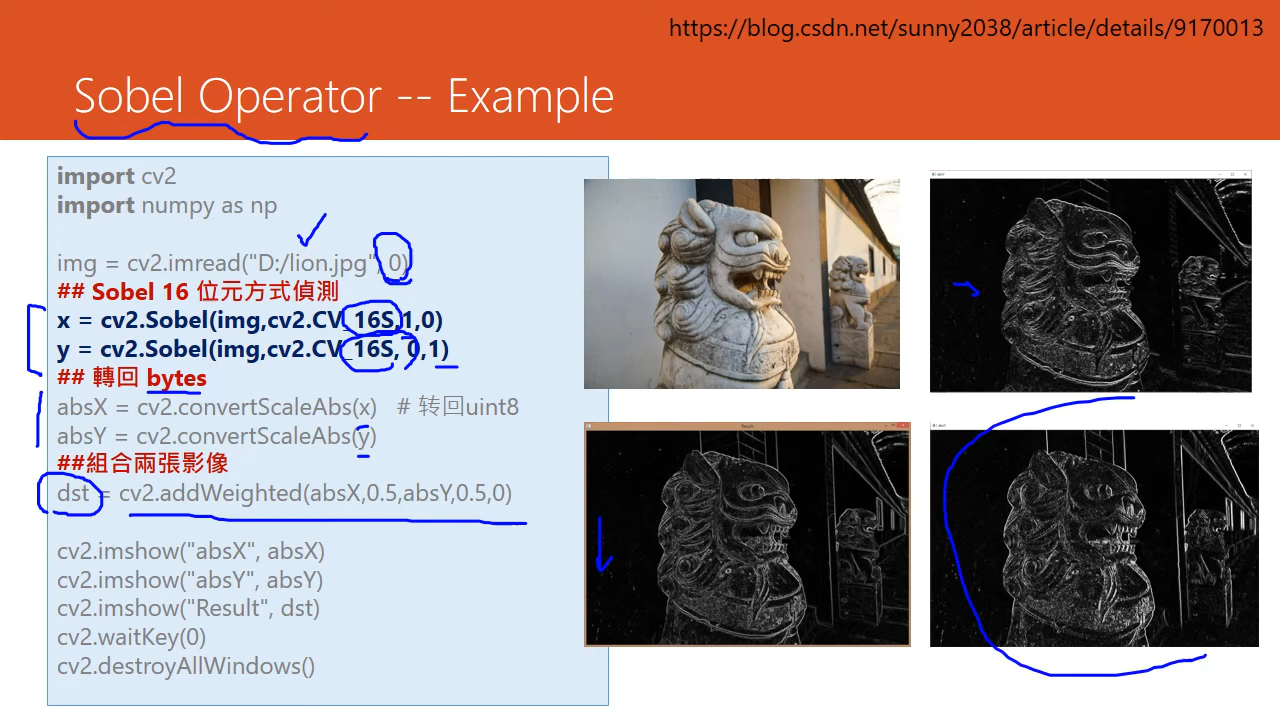 https://blog.csdn.net/sunny2038/article/details/9170013
Sobel Operator -- Example
import cv2
import numpy as np
img = cv2.imread("D:/lion.jpg", 0)
## Sobel 16 位元方式偵測
x = cv2.Sobel(img,cv2.CV_16S,1,0)
y = cv2.Sobel(img,cv2.CV_16S, 0,1)
## 轉回 bytes
absX = cv2.convertScaleAbs(x) # 转回uint8
absY = cv2.convertScaleAbs(y)
##組合兩張影像
dst = cv2.addWeighted(absX,0.5,absY,0.5,0)
cv2.imshow("absX", absX)
cv2.imshow("absY", absY)
cv2.imshow("Result", dst)
cv2.waitKey(0)
cv2.destroyAllWindows()
Result